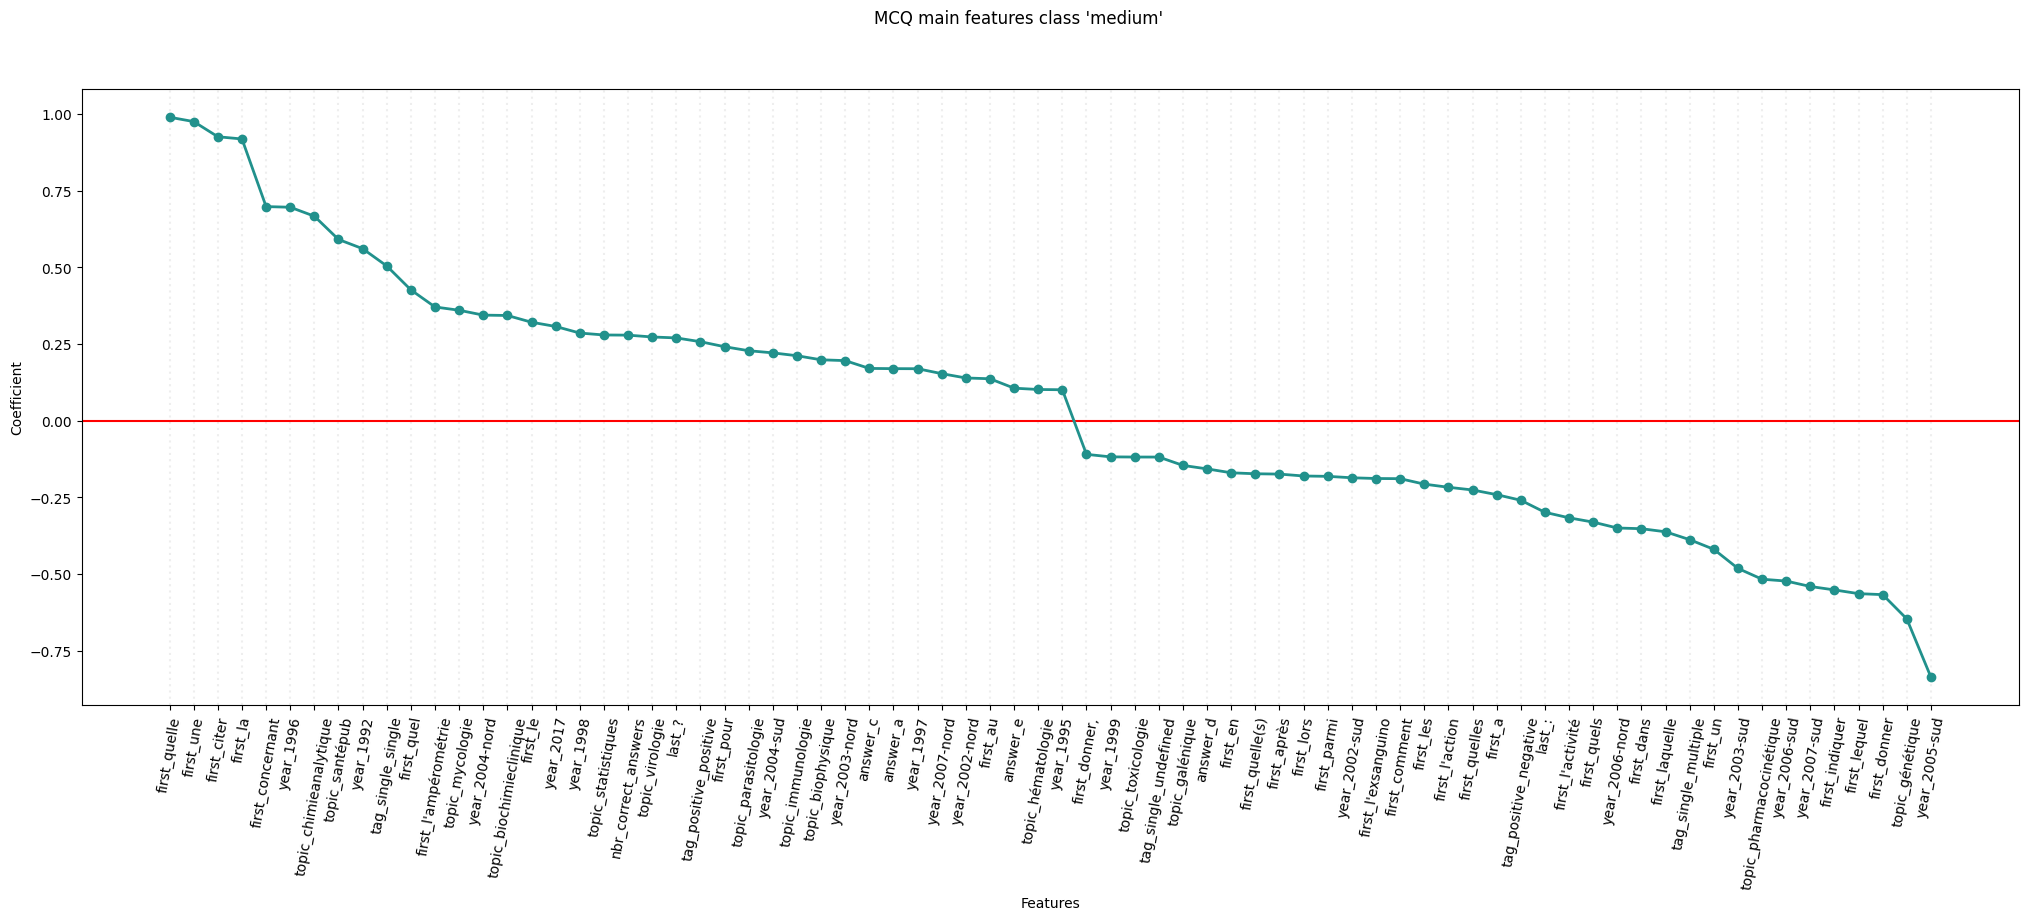 MCQ main features class 'medium'
1.00
0.75
0.50
0.25
0.00
−0.25
−0.50
−0.75
Coefficient
first_quelle
first_une
first_citer
first_la
first_concernant
year_1996
topic_chimieanalytique
topic_santépub
year_1992
tag_single_single
first_quel
first_l'ampérométrie
topic_mycologie
year_2004-nord
topic_biochimieclinique
first_le
year_2017
year_1998
topic_statistiques
nbr_correct_answers
topic_virologie
last_?
tag_positive_positive
first_pour
topic_parasitologie
year_2004-sud
topic_immunologie
topic_biophysique
year_2003-nord
answer_c
answer_a
year_1997
year_2007-nord
year_2002-nord
first_au
answer_e
topic_hématologie
year_1995
first_donner,
year_1999
topic_toxicologie
tag_single_undefined
topic_galénique
answer_d
first_en
first_quelle(s)
first_après
first_lors
first_parmi
year_2002-sud
first_l'exsanguino
first_comment
first_les
first_l'action
first_quelles
first_a
tag_positive_negative
last_:
first_l'activité
first_quels
year_2006-nord
first_dans
first_laquelle
tag_single_multiple
first_un
year_2003-sud
topic_pharmacocinétique
year_2006-sud
year_2007-sud
first_indiquer
first_lequel
first_donner
topic_génétique
year_2005-sud
Features